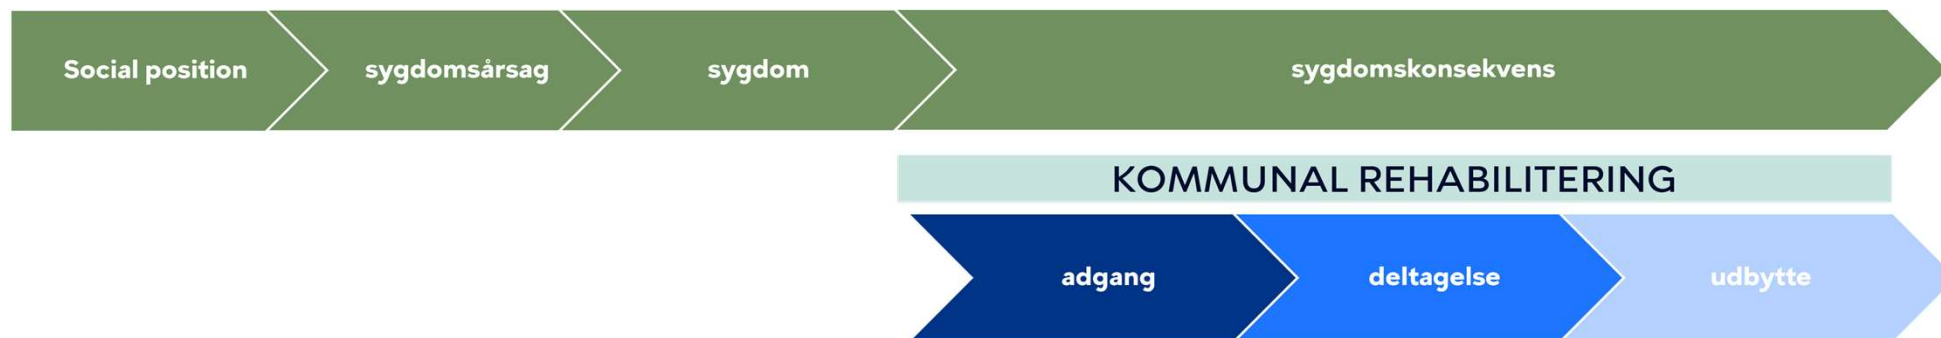 Social position
sygdomsårsag
sygdom
sygdomskonsekvens
KOMMUNAL REHABILITERING
adgang
deltagelse
udbytte